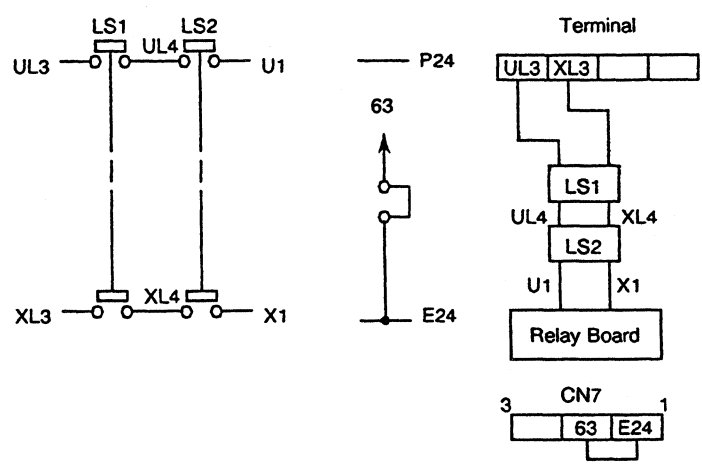 LS1 LS2 Terminal
UL3 UL4 U1 P24 UL3 XL3
63
LS1
UL4 XL4
LS2
U1 X1
XL3 XL4 X1 E24
Relay Board
CN7
3 1
63 E24